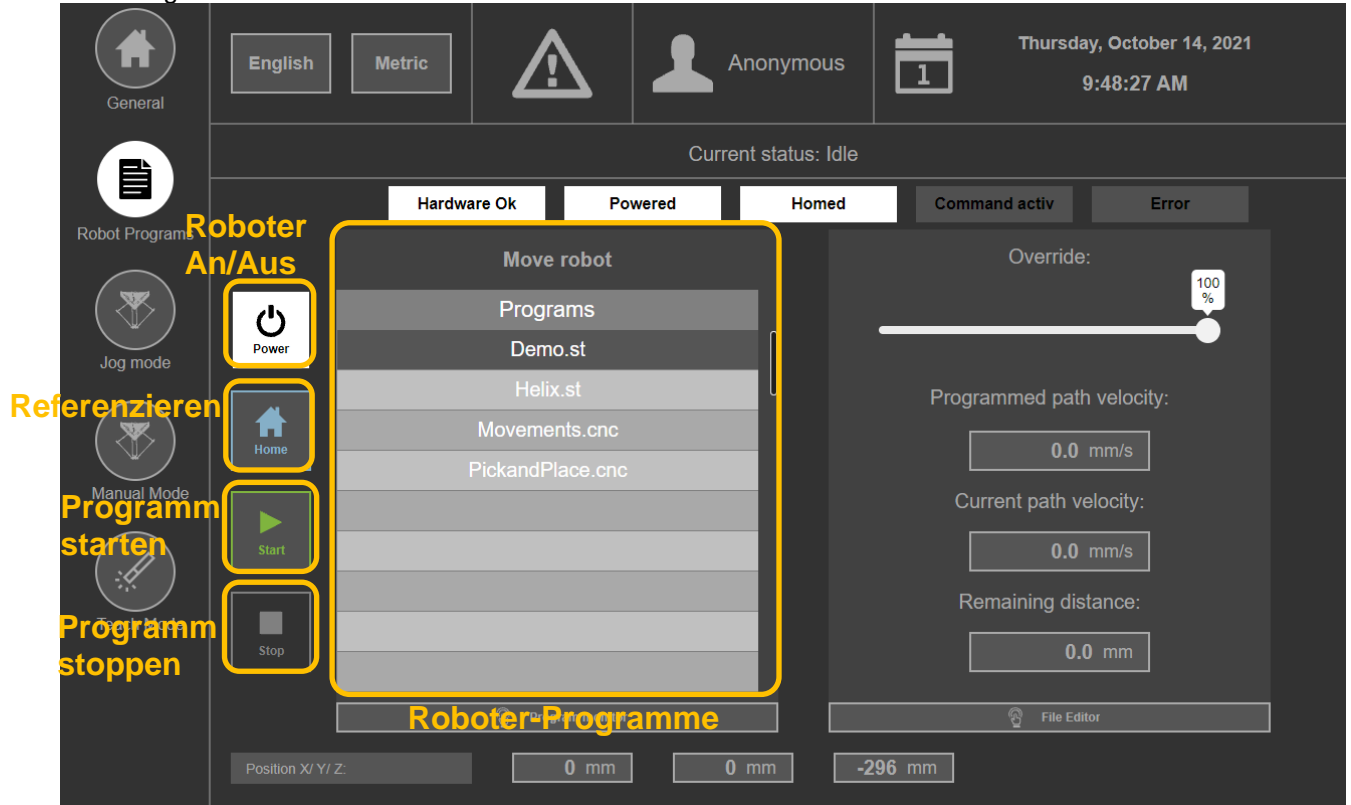 English
Metric
Anonymous
1
Thursday, October 14, 2021
9:48:27 AM
General
Current status: Idle
Hardware Ok
Powered
Homed
Command activ
Error
Robot Programs
Roboter
An/Aus
Move robot
Override:
100
%
Programs
Power
Demo.st
Jog mode
Helix.st
Referenzieren
Programmed path velocity:
Home
Movements.cnc
0.0 mm/s
PickandPlace.cnc
Manual Mode
Programm
starten
Start
Current path velocity:
0.0 mm/s
Remaining distance:
Programm
stoppen
Stop
0.0 mm
Roboter-Programme
File Editor
Position X/ Y/ Z:
0 mm
0 mm
-296 mm